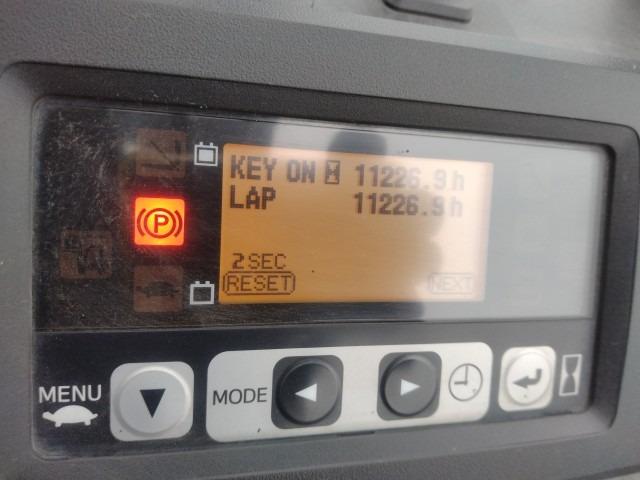 KEY ON 11226.9h
LAP 11226.9h
P
2SEC
RESET NEXT
MENU
MODE